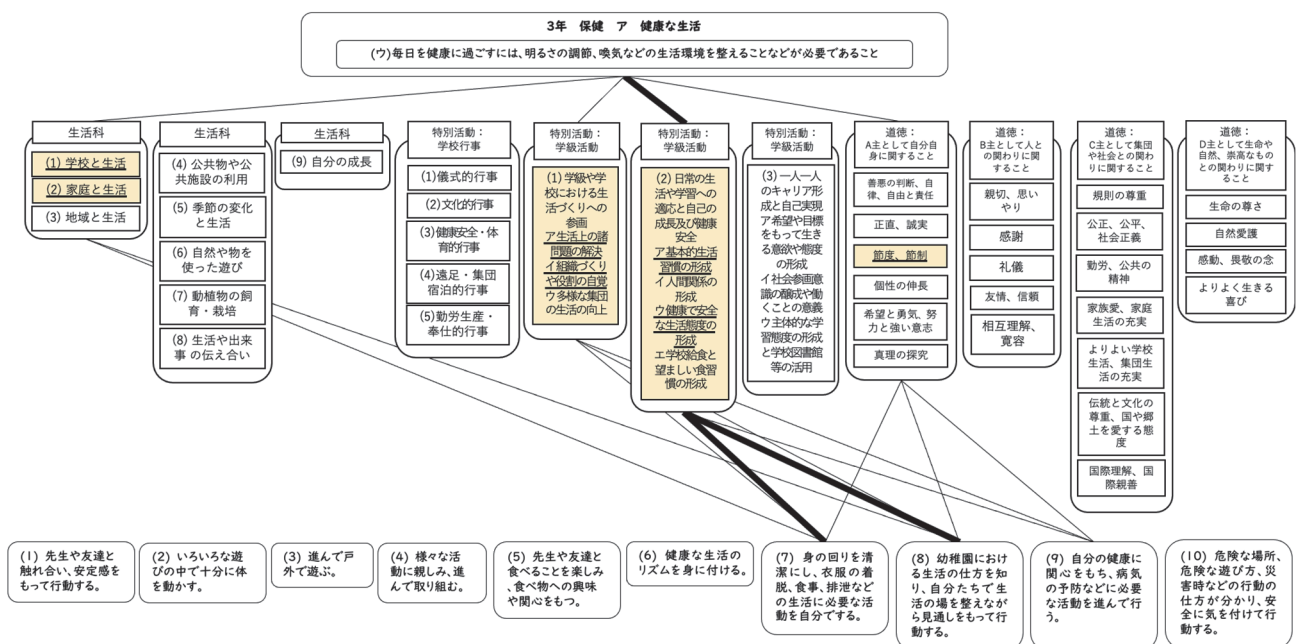 3年 保健 ア 健康な生活
(ウ)毎日を健康に過ごすには、明るさの調節、喚気などの生活環境を整えることなどが必要であること
生活科
(1) 学校と生活
(2) 家庭と生活
(3) 地域と生活
生活科
(4) 公共物や公
共施設の利用
(5) 季節の変化
と生活
(6) 自然や物を
使った遊び
(7) 動植物の飼
育・栽培
(8) 生活や出来
事 の伝え合い
生活科
(9) 自分の成長
特別活動：
学校行事
(1)儀式的行事
(2)文化的行事
(3)健康安全・体
育的行事
(4)遠足・集団
宿泊的行事
(5)勤労生産・
奉仕的行事
特別活動：
学級活動
(1) 学級や学
校における生
活づくりへの
参画
ア生活上の諸
問題の解決
イ組織づくり
や役割の自覚
ウ多様な集団
の生活の向上
特別活動：
学級活動
(2) 日常の生
活や学習への
適応と自己の
成長及び健康
安全
ア基本的生活
習慣の形成
イ人間関係の
形成
ウ健康で安全
な生活態度の
形成
エ学校給食と
望ましい食習
慣の形成
特別活動：
学級活動
(3) 一人一人
のキャリア形
成と自己実現
ア希望や目標
をもって生き
る意欲や態度
の形成
イ社会参画意
識の醸成や働
くことの意義
ウ主体的な学
習態度の形成
と学校図書館
等の活用
道徳：
A主として自分自
身に関すること
善悪の判断、自
律、自由と責任
正直、誠実
節度、節制
個性の伸長
希望と勇気、努
力と強い意志
真理の探究
道徳：
B主として人と
の関わりに関
すること
親切、思い
やり
感謝
礼儀
友情、信頼
相互理解、
寛容
道徳：
C主として集団
や社会との関わ
りに関すること
規則の尊重
公正、公平、
社会正義
勤労、公共の
精神
家族愛、家庭
生活の充実
よりよい学校
生活、集団生
活の充実
伝統と文化の
尊重、国や郷
土を愛する態
度
国際理解、国
際親善
道徳：
D主として生命や
自然、崇高なもの
との関わりに関す
ること
生命の尊さ
自然愛護
感動、畏敬の念
よりよく生きる
喜び
(1) 先生や友達と
触れ合い、安定感を
もって行動する。
(2) いろいろな遊
びの中で十分に体
を動かす。
(3) 進んで戸
外で遊ぶ。
(4) 様々な活
動に親しみ、進
んで取り組む。
(5) 先生や友達と
食べることを楽しみ
、食べ物への興味
や関心をもつ。
(6) 健康な生活の
リズムを身に付ける。
(7) 身の回りを清
潔にし、衣服の着
脱、食事、排泄など
の生活に必要な活
動を自分でする。
(8) 幼稚園におけ
る生活の仕方を知
り、自分たちで生
活の場を整えなが
ら見通しをもって行
動する。
(9) 自分の健康に
関心をもち、病気
の予防などに必要
な活動を進んで行
う。
(10) 危険な場所、
危険な遊び方、災
害時などの行動の
仕方が分かり、安全
に気を付けて行
動する。